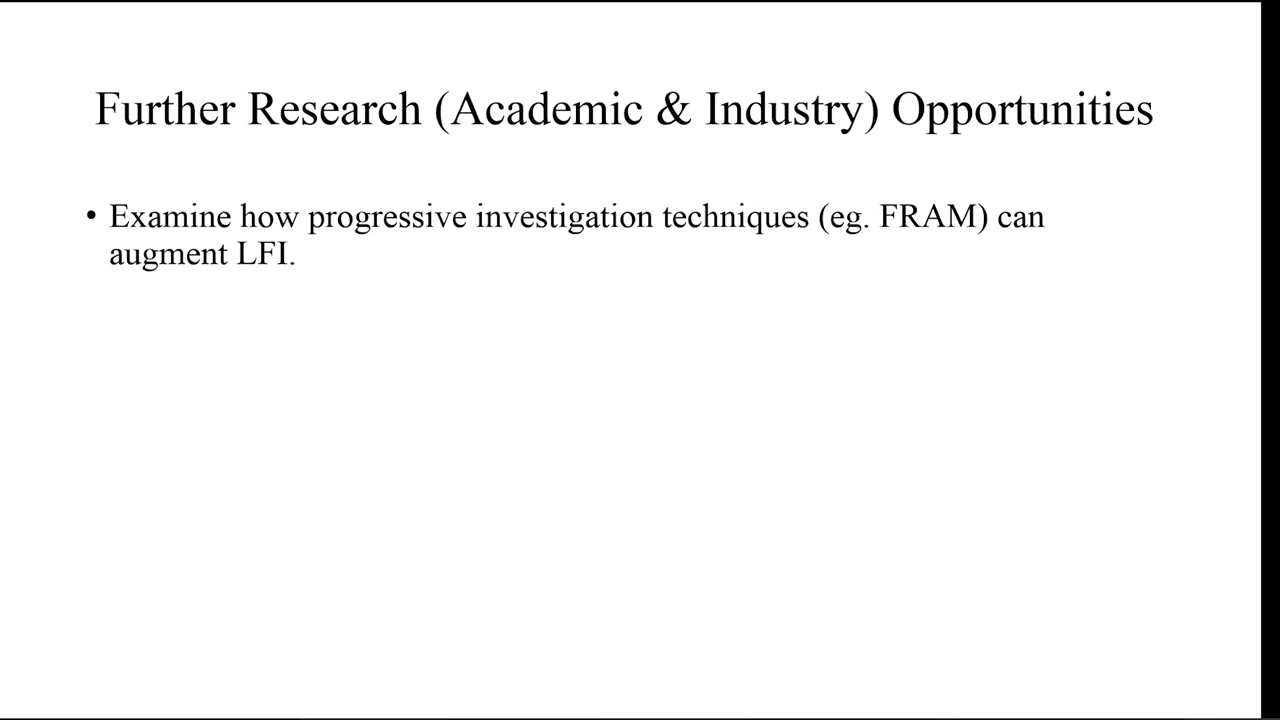 Further Research (Academic & Industry) Opportunities
• Examine how progressive investigation techniques (eg. FRAM) can
augment LFI.